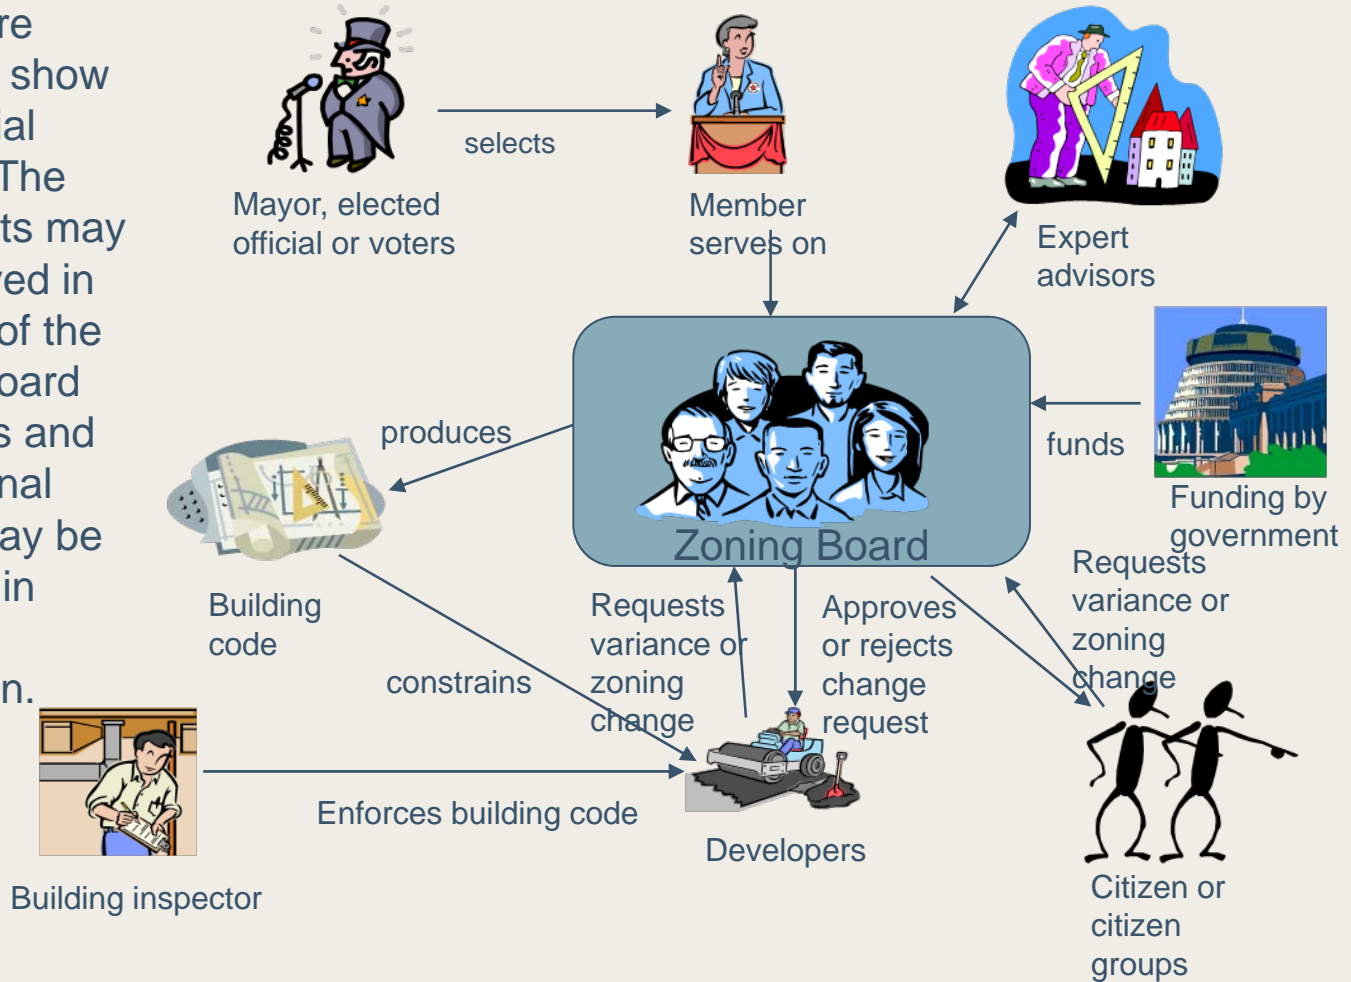 re
show
ial
The
ts may
ed in
of the
oard
s and
nal
ay be
in
n.
selects
Mayor, elected
official or voters
Member
serves on
Expert
advisors
produces
funds
Funding by
government
Zoning Board
Building
code
Requests
variance or
zoning
change
Approves
or rejects
change
request
Requests
variance or
zoning
change
constrains
Enforces building code
Developers
Building inspector
Citizen or
citizen
groups